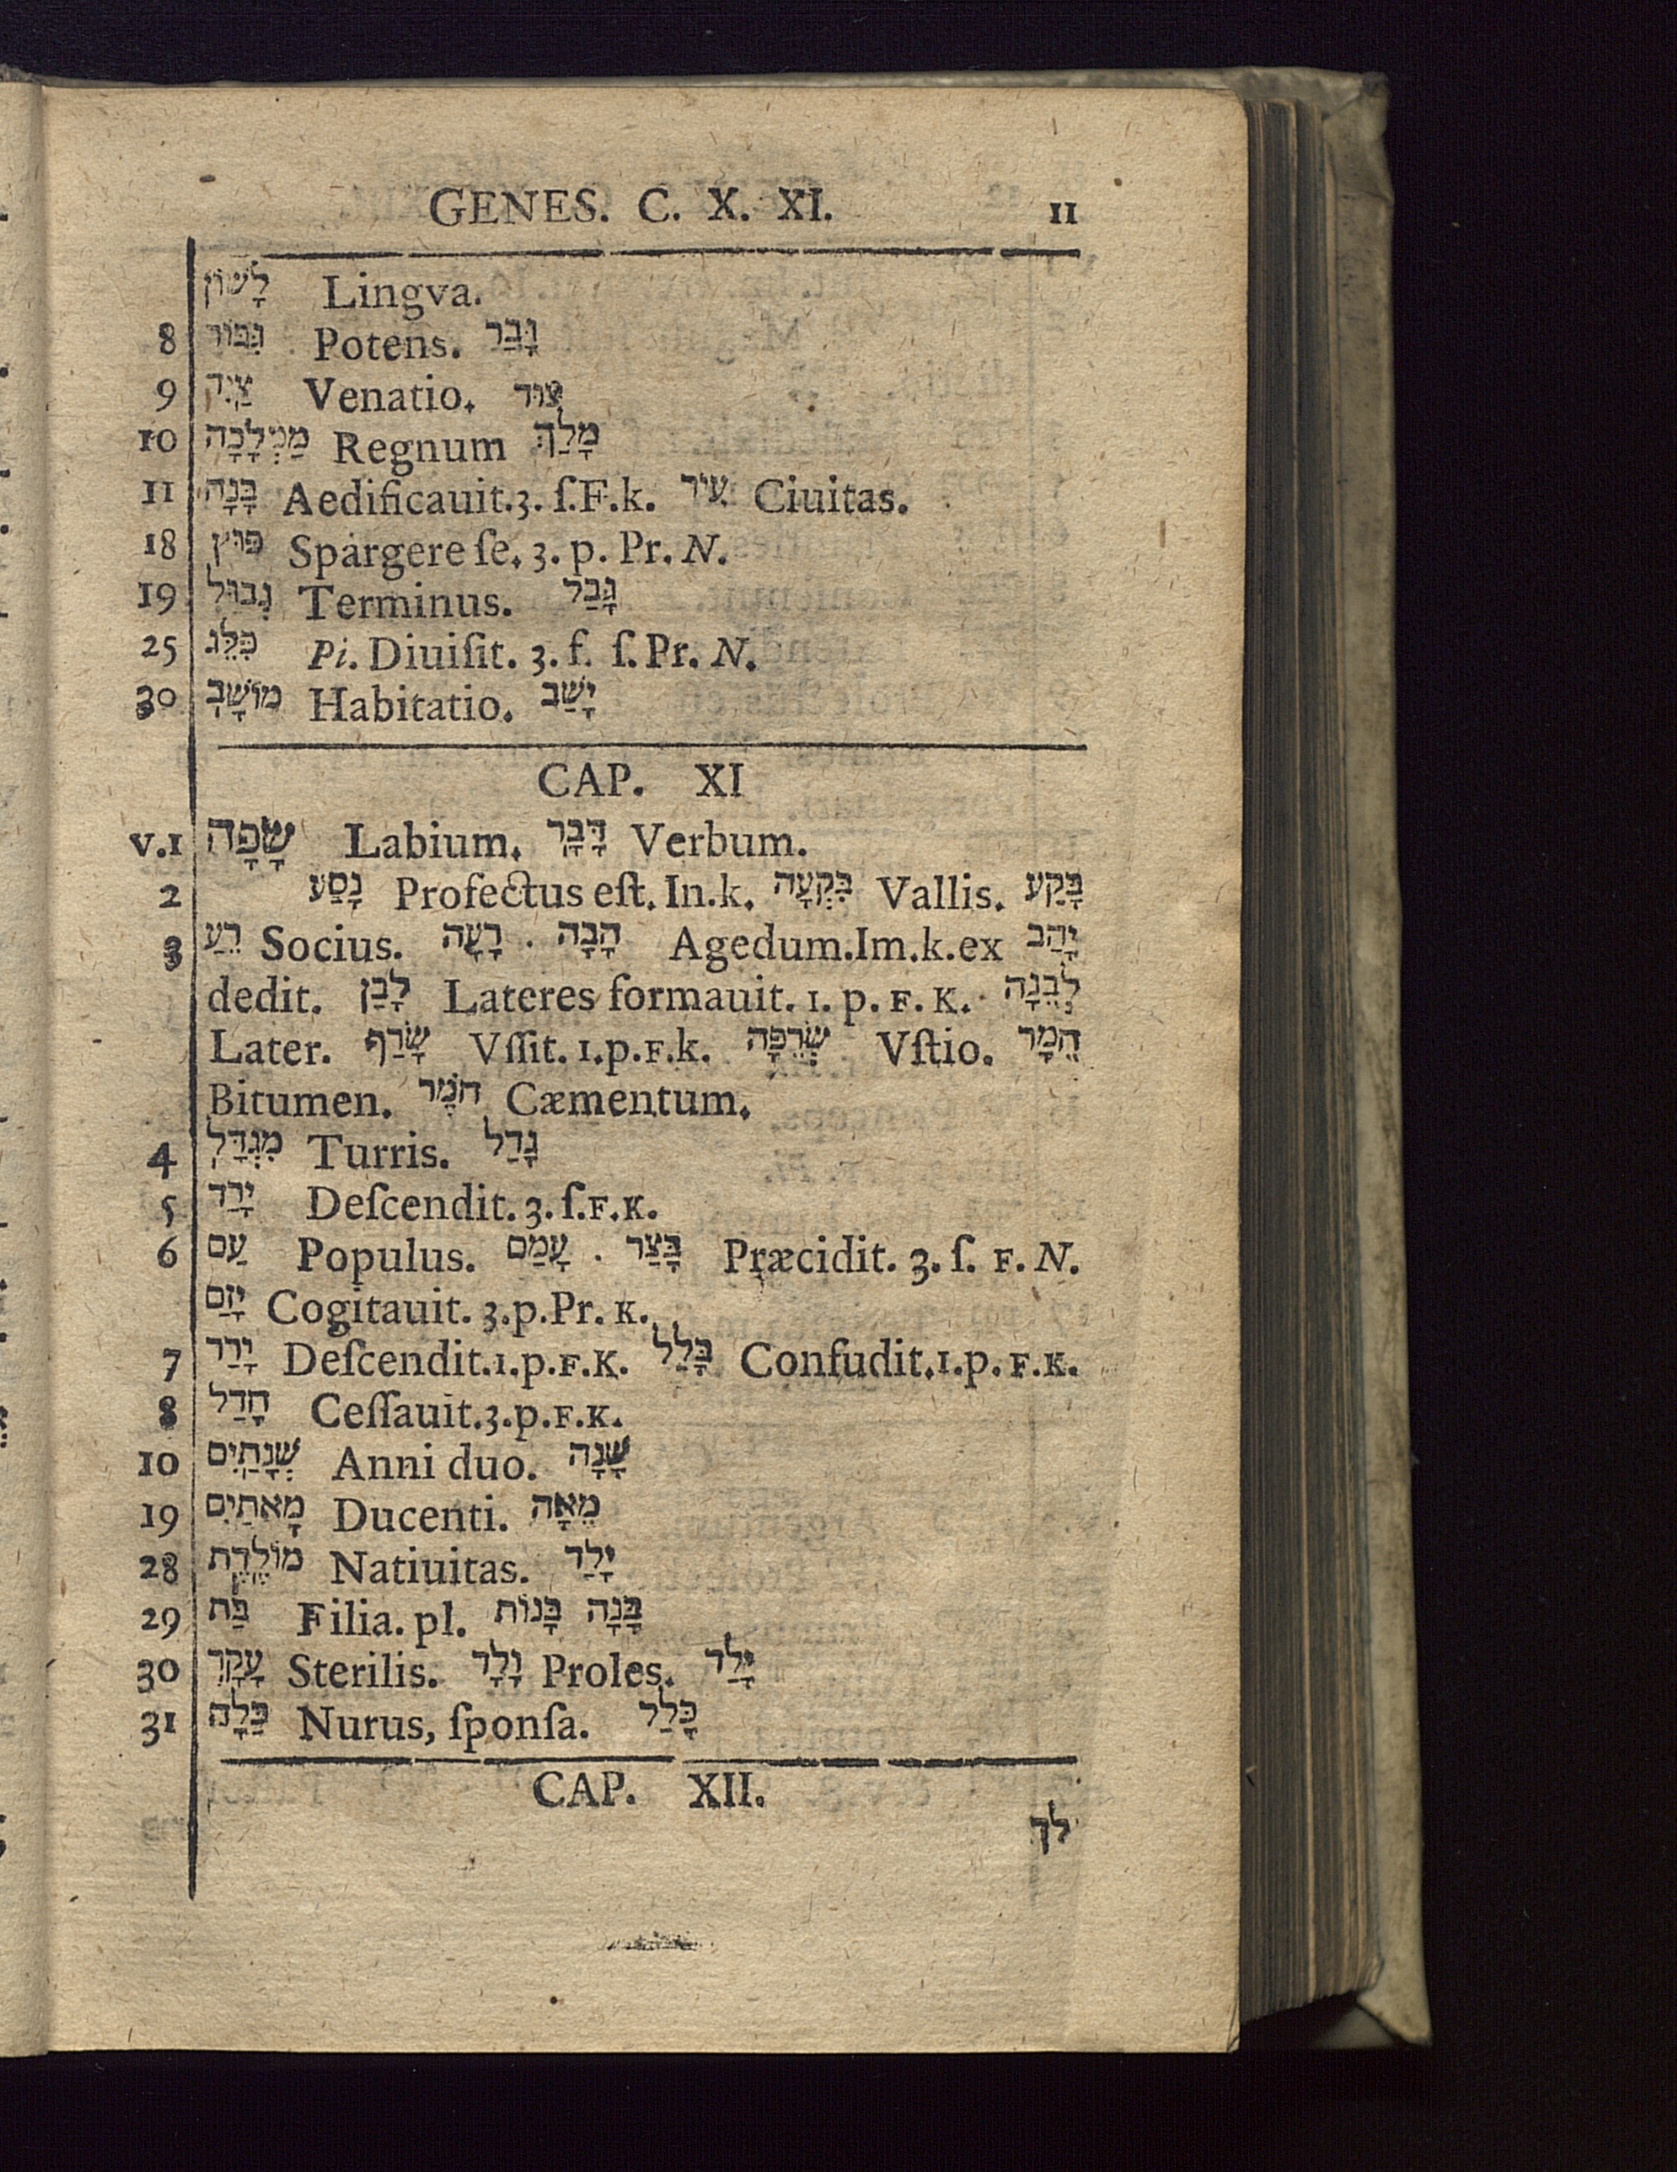 GENES. C. X. XI. 11
לָשׁוֹן Lingva.
8 גִּבּוֹר Potens. גָּבַר
9 צַיִד Venatio. צוּד
10 מַמְלָכָה Regnum מָלַךְ
11 בָּנָה Aedificauit.3. ſ.F.k. עִיר Ciuitas.
18 פּוּץ Spargere ſe. 3. p. Pr. N.
19 גְבוּל Terminus. גָּבַל
25 פִּלֵּג Pi. Diuiſit. 3. f. ſ. Pr. N.
30 מוֹשָׁב Habitatio. יָשַׁב
CAP. XI
V.1 שָׂפָה Labium. דָּבָר Verbum.
2 נָסַע Profectus eſt. In.k. בִּקְעָה Vallis. בָּקַע
3 רֵעַ Socius. רָעָה . הָבָה Agedum.Im.k.ex יָהַב
dedit. לָבַן Lateres formauit. 1. p. F. K. לְבֵנָה
Later. שָׂרַף Vſſit. 1.p.F.k. שְׂרֵפָּה Vſtio. הֵמָר
Bitumen. חֹמֶר Cæmentum.
4 מִגְדַּל Turris. גָּדַל
5 יָרַד Deſcendit. 3. ſ.F.K.
6 עַם Populus. עָמַם . בָּצַר Præcidit. 3. ſ. F. N.
יָזַם Cogitauit. 3.p.Pr. K.
7 יָרַד Deſcendit.1.p.F.K. בָּלַל Confudit.1.p.F.K.
8 חָדַל Ceſſauit.3.p.F.K.
10 שְׁנָתַיִם Anni duo. שָׁנָה
19 מָאתַיִם Ducenti. מֵאָה
28 מוֹלֶדֶת Natiuitas. יָלַד
29 בַּת Filia. pl. בָּנוֹת בָּנָה
30 עָקָר Sterilis. וָלָד Proles. יָלַד
31 כַּלָּה Nurus, ſponſa. כָּלַל
CAP. XII.
לך